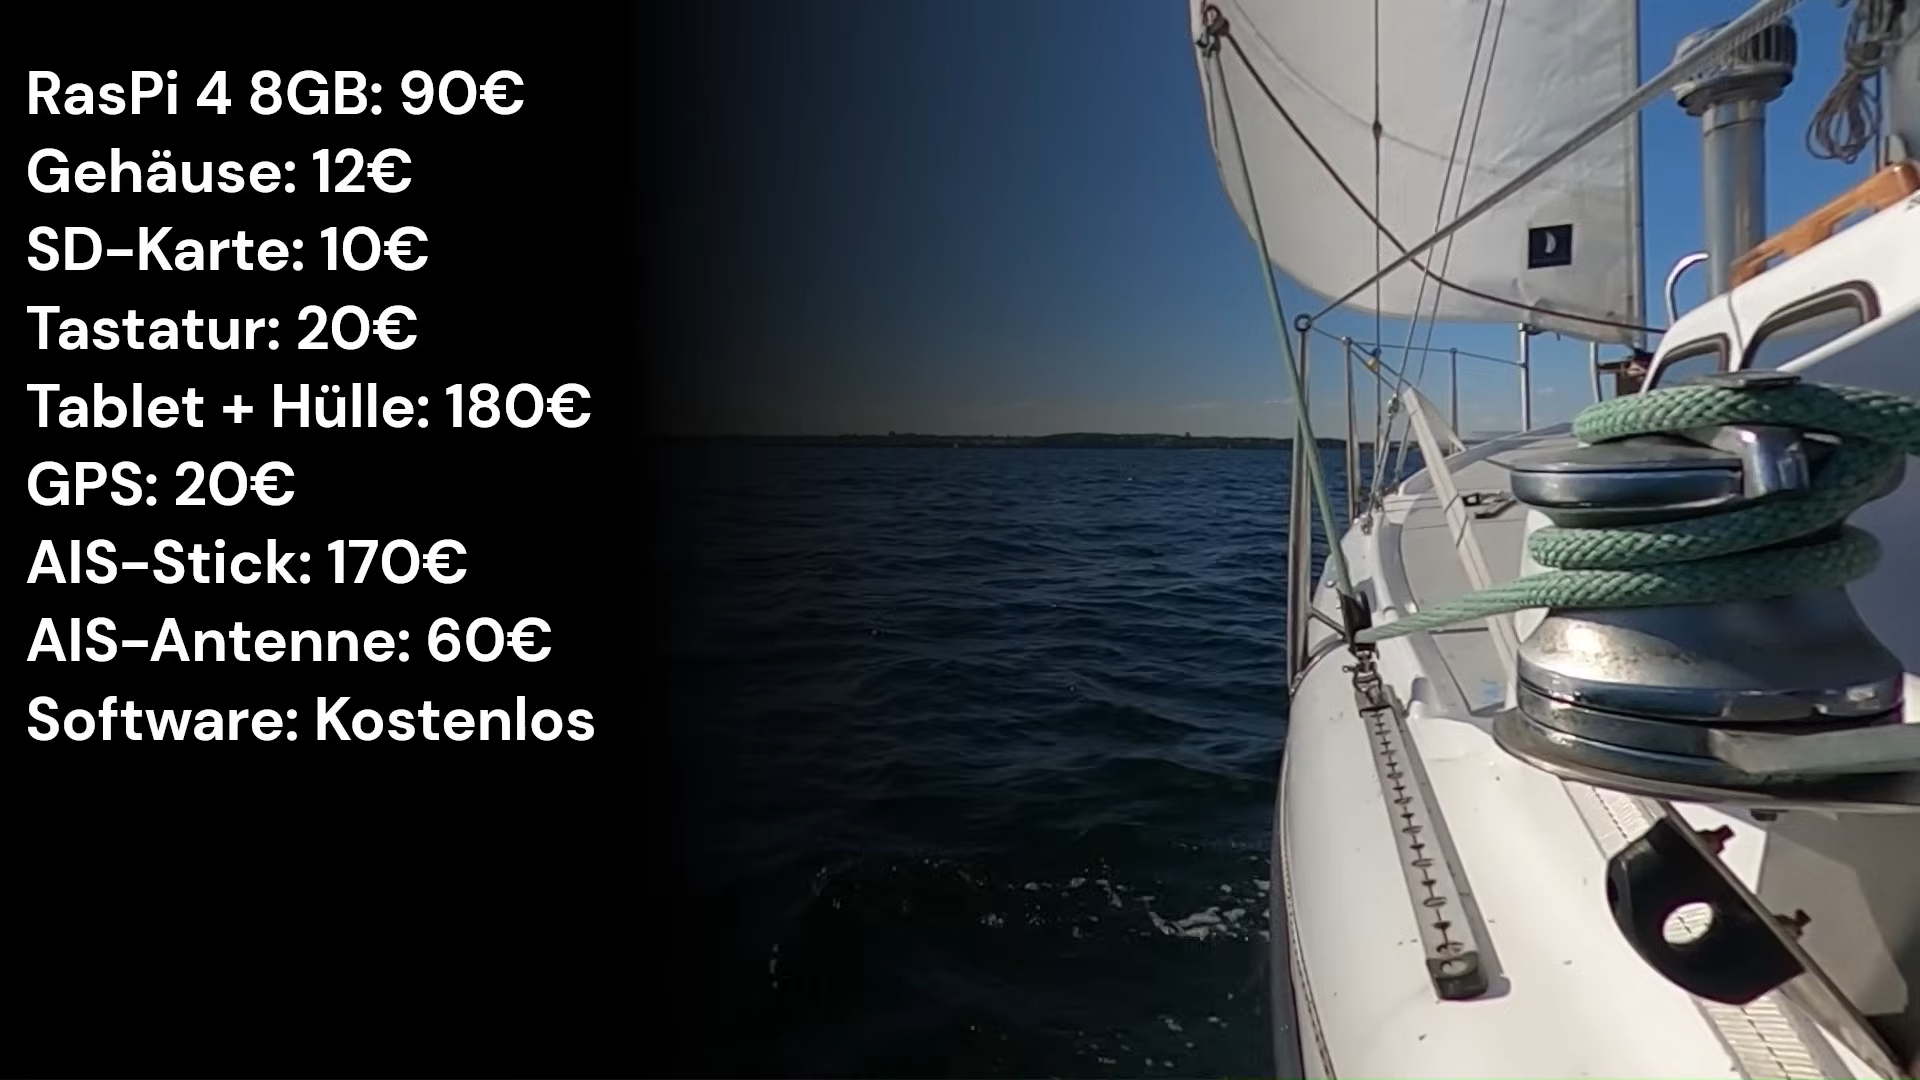 RasPi 4 8GB: 90€
Gehäuse: 12€
SD-Karte: 10€
Tastatur: 20€
Tablet + Hülle: 180€
GPS: 20€
AIS-Stick: 170€
AIS-Antenne: 60€
Software: Kostenlos